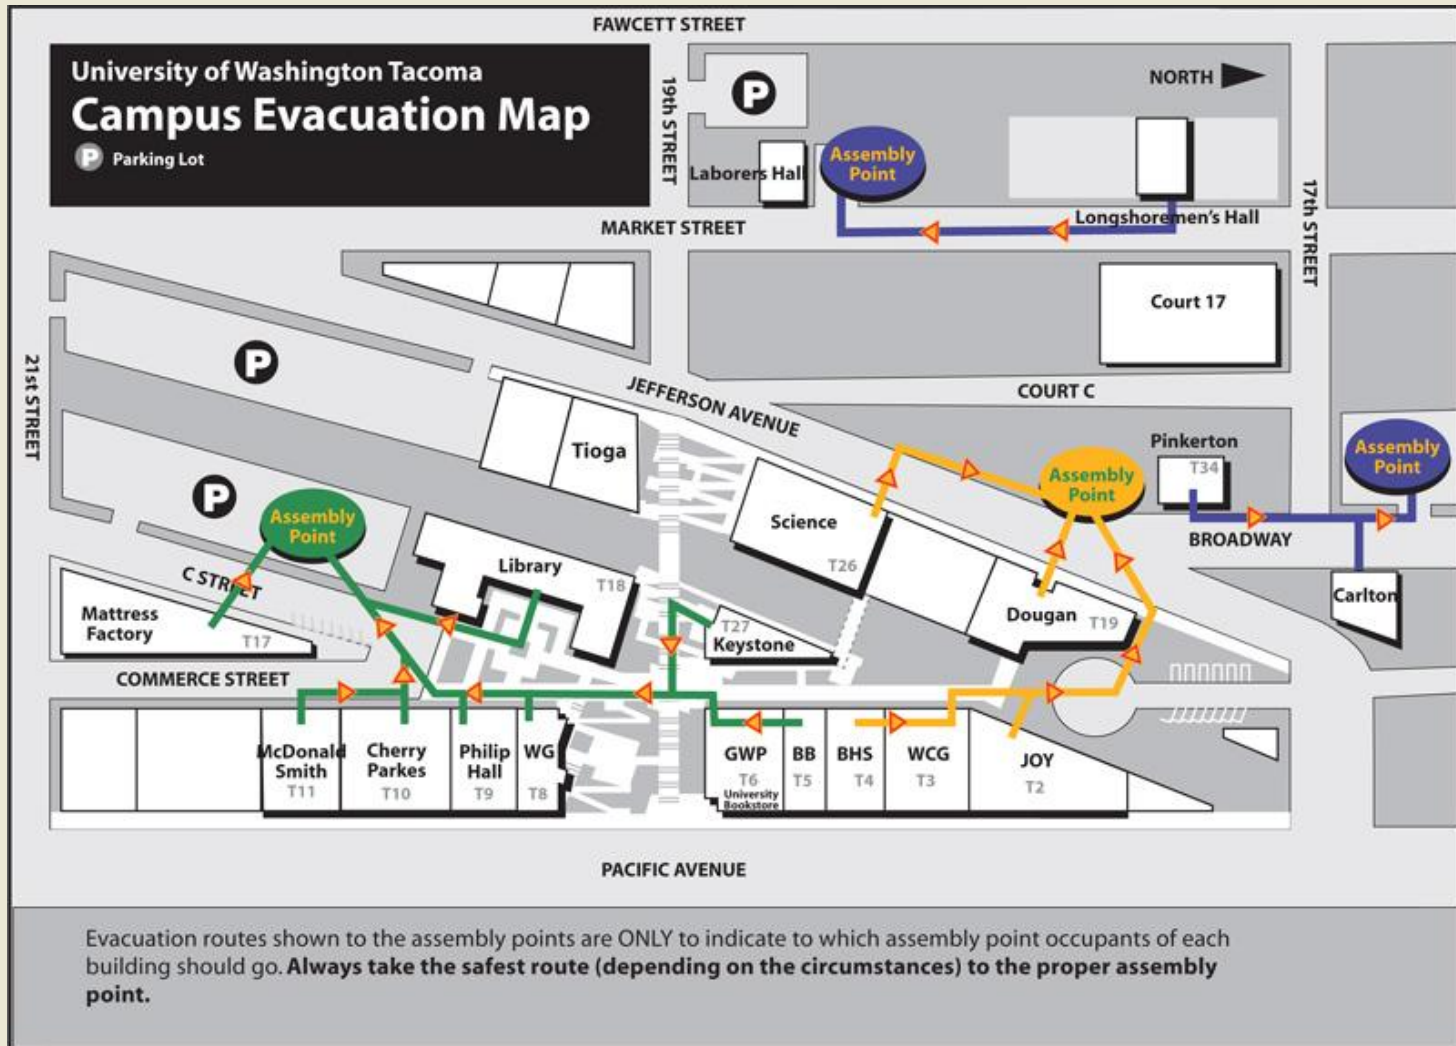 FAWCETT STREET
University of Washington Tacoma
Campus Evacuation Map
P Parking Lot
19th STREET
P
NORTH
Laborers Hall
Assembly
Point
Longshoremen's Hall
17th STREET
MARKET STREET
Court 17
21st STREET
P
JEFFERSON AVENUE
COURT C
Tioga
Pinkerton
T34
Assembly
Point
Assembly
Point
P
Assembly
Point
Science
T26
BROADWAY
C STREET
Library
T18
Mattress
Factory
T17
T27
Keystone
Dougan
T19
Carlton
COMMERCE STREET
McDonald
Smith
T11
Cherry
Parkes
T10
Philip
Hall
T9
WG
T8
GWP
T6
University
Bookstore
BB
T5
BHS
T4
WCG
T3
JOY
T2
PACIFIC AVENUE
Evacuation routes shown to the assembly points are ONLY to indicate to which assembly point occupants of each
building should go. Always take the safest route (depending on the circumstances) to the proper assembly
point.